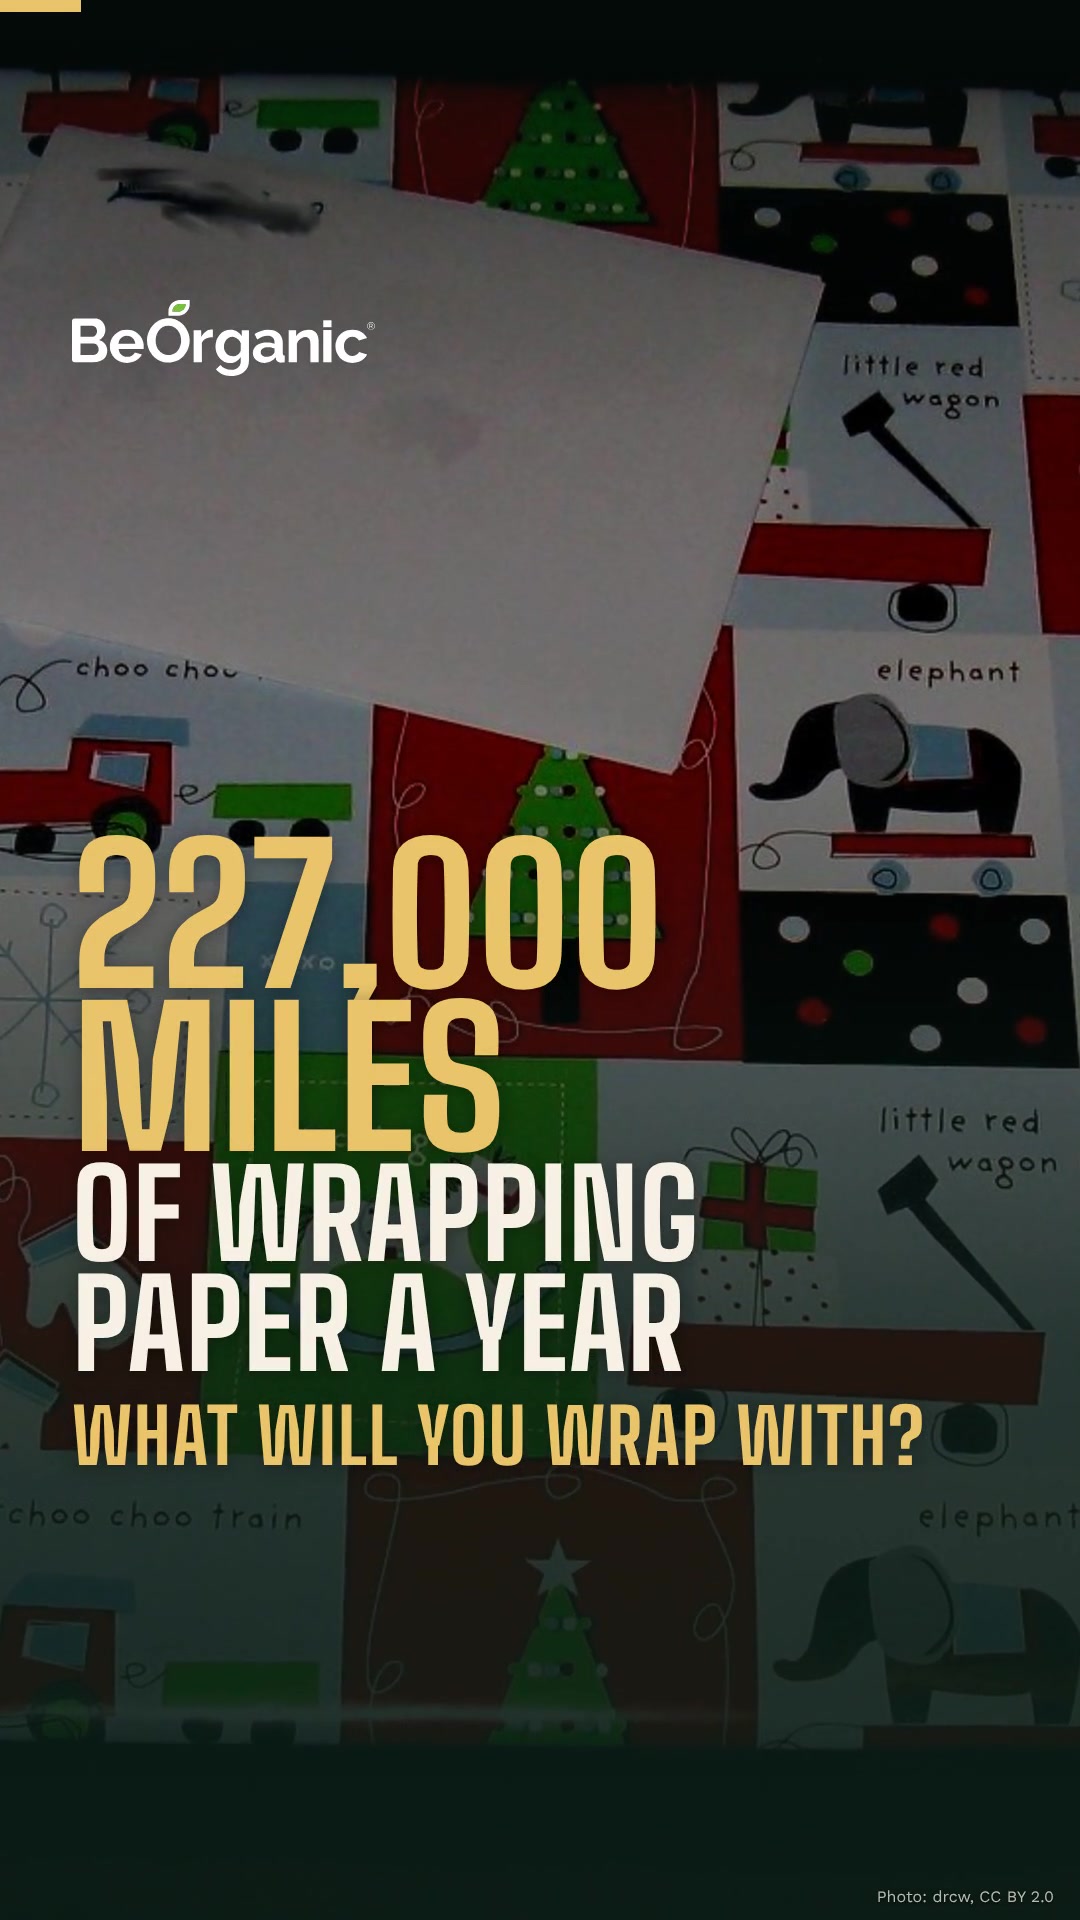 BeOrganic®
little red
wagon
choo choo
elephant
227,000
MILES
xoxo
little red
wagon
OF WRAPPING
PAPER A YEAR
WHAT WILL YOU WRAP WITH?
choo choo train
elephant
Photo: drcw, CC BY 2.0